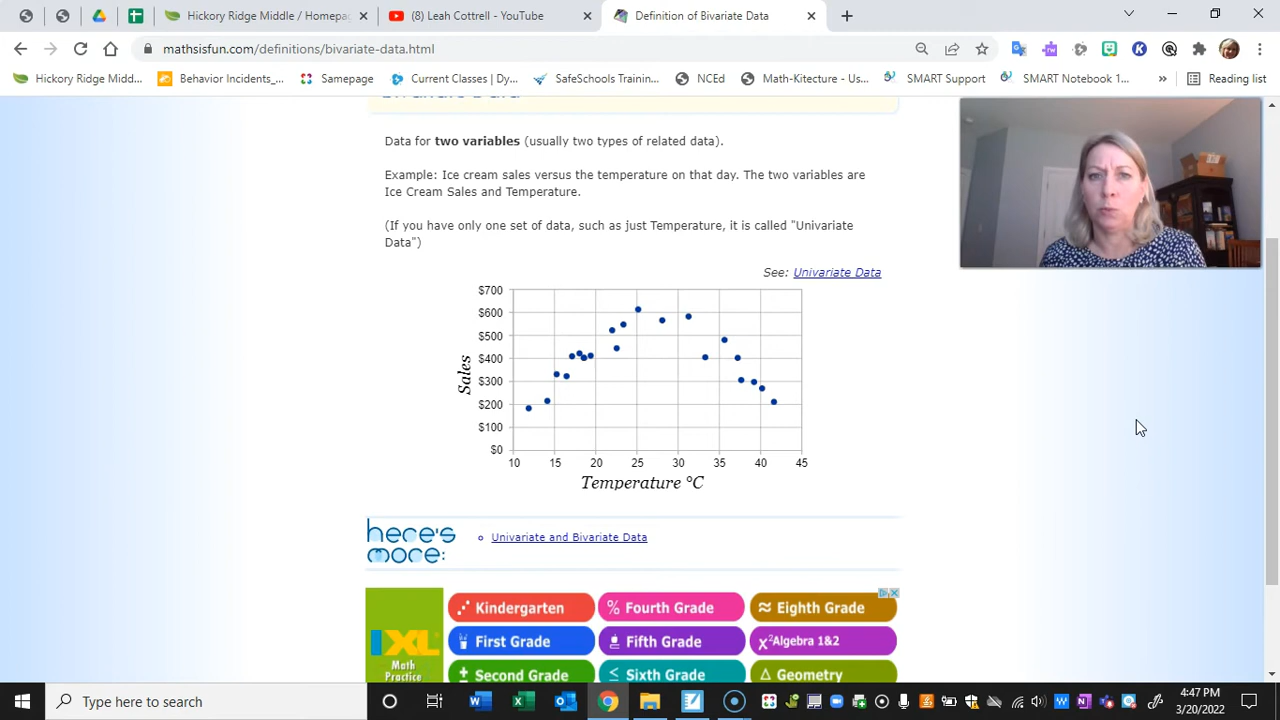 Hickory Ridge Middle / Homepag
(6) Leah Cottrell - YouTube
Definition of Bivariate Data
mathsisfun.com/definitions/bivariate-data.html
Hickory Ridge Midd...
Behavior Incidents_...
Samepage
Current Classes | Dy...
SafeSchools Trainin...
NCEd
Math-Kitecture - Us...
SMART Support
SMART Notebook 1...
»
Reading list
Data for two variables (usually two types of related data).
Example: Ice cream sales versus the temperature on that day. The two variables are
Ice Cream Sales and Temperature.
(If you have only one set of data, such as just Temperature, it is called "Univariate
Data")
See: Univariate Data
$700
$600
$500
$400
$300
$200
$100
$0
Sales
10 15 20 25 30 35 40 45
Temperature °C
here's
more:
Univariate and Bivariate Data
IXL
Math
Practice
Kindergarten
Fourth Grade
Eighth Grade
First Grade
Fifth Grade
Algebra 1&2
Second Grade
Sixth Grade
Geometry
Type here to search
4:47 PM
3/20/2022